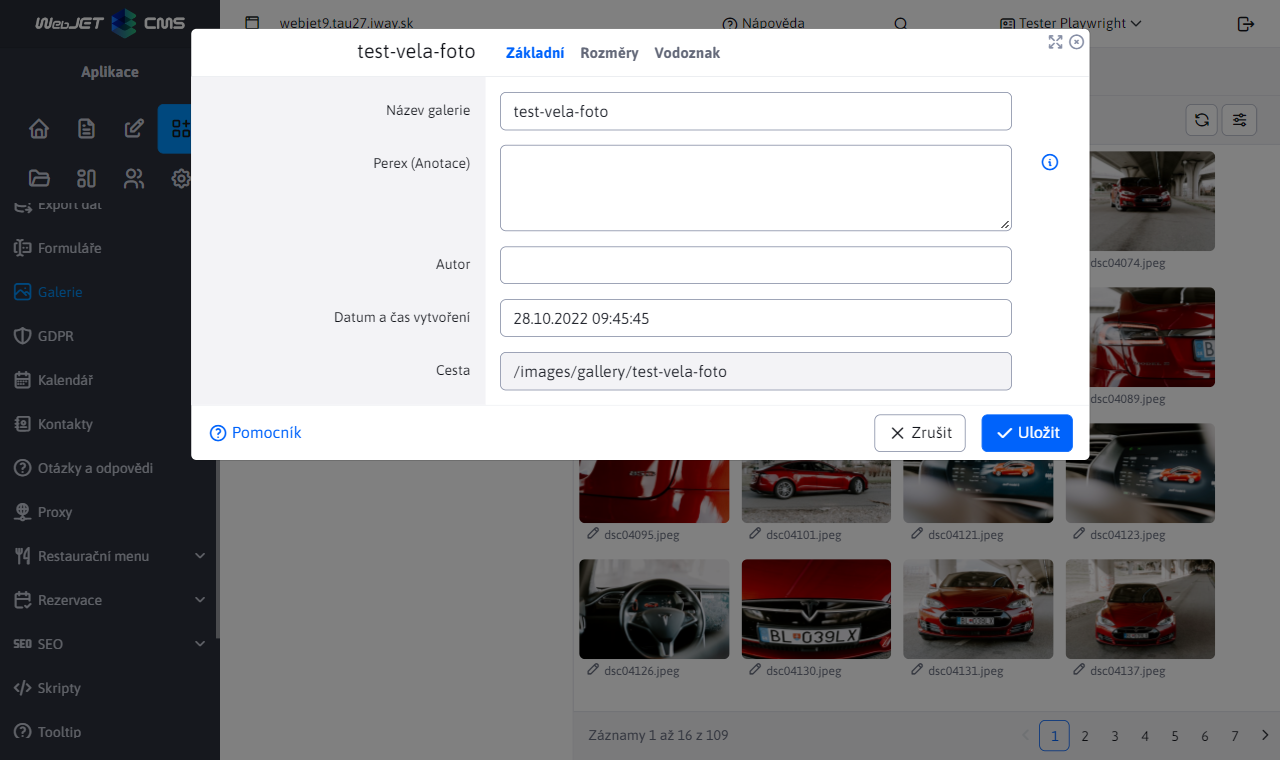 WebJET CMS
webjet9.tau27.iway.sk
Nápověda
Tester Playwright
Aplikace
Export dat
Formuláře
Galerie
GDPR
Kalendář
Kontakty
Otázky a odpovědi
Proxy
Restaurační menu
Rezervace
SEO SEO
Skripty
Tooltip
test-vela-foto
Základní Rozměry Vodoznak
Název galerie test-vela-foto
Perex (Anotace)
Autor
Datum a čas vytvoření 28.10.2022 09:45:45
Cesta /images/gallery/test-vela-foto
Pomocník Zrušit Uložit
dsc04074.jpeg
dsc04089.jpeg
dsc04095.jpeg dsc04101.jpeg dsc04121.jpeg dsc04123.jpeg
BL 039LX
dsc04126.jpeg dsc04130.jpeg dsc04131.jpeg dsc04137.jpeg
Záznamy 1 až 16 z 109
1 2 3 4 5 6 7